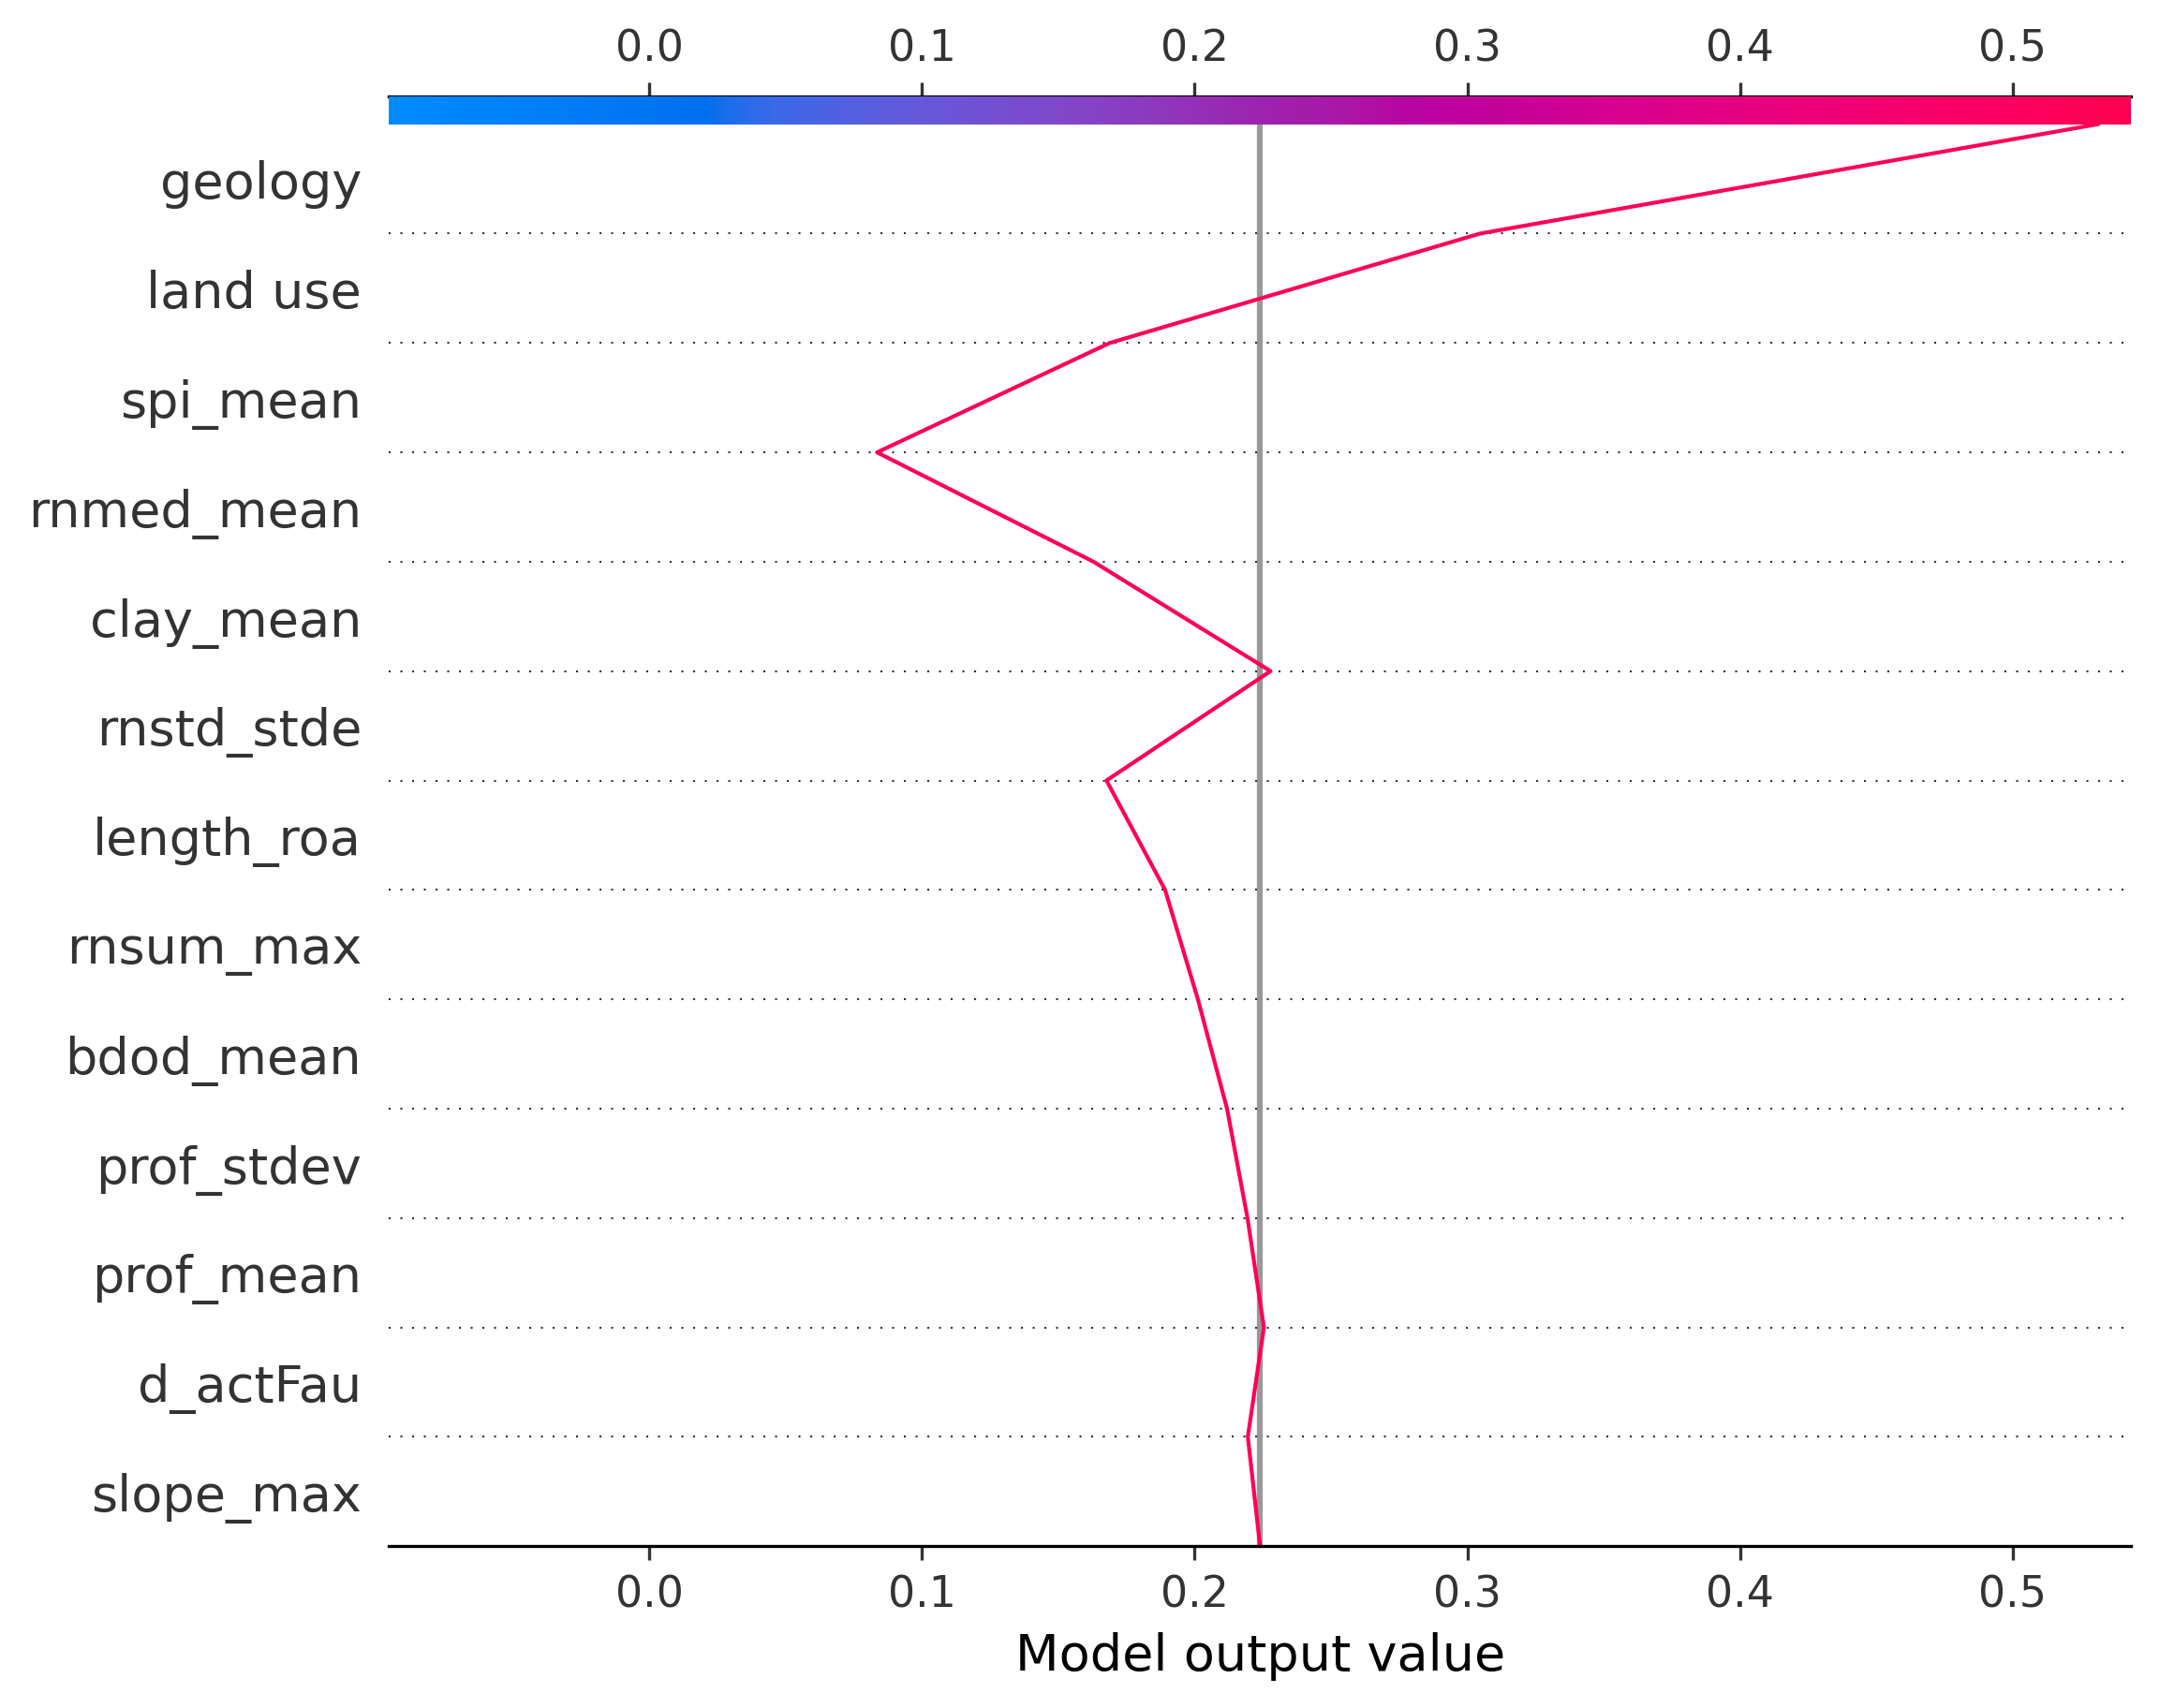 0.0 0.1 0.2 0.3 0.4 0.5
geology
land use
spi_mean
rnmed_mean
clay_mean
rnstd_stde
length_roa
rnsum_max
bdod_mean
prof_stdev
prof_mean
d_actFau
slope_max
0.0 0.1 0.2 0.3 0.4 0.5
Model output value